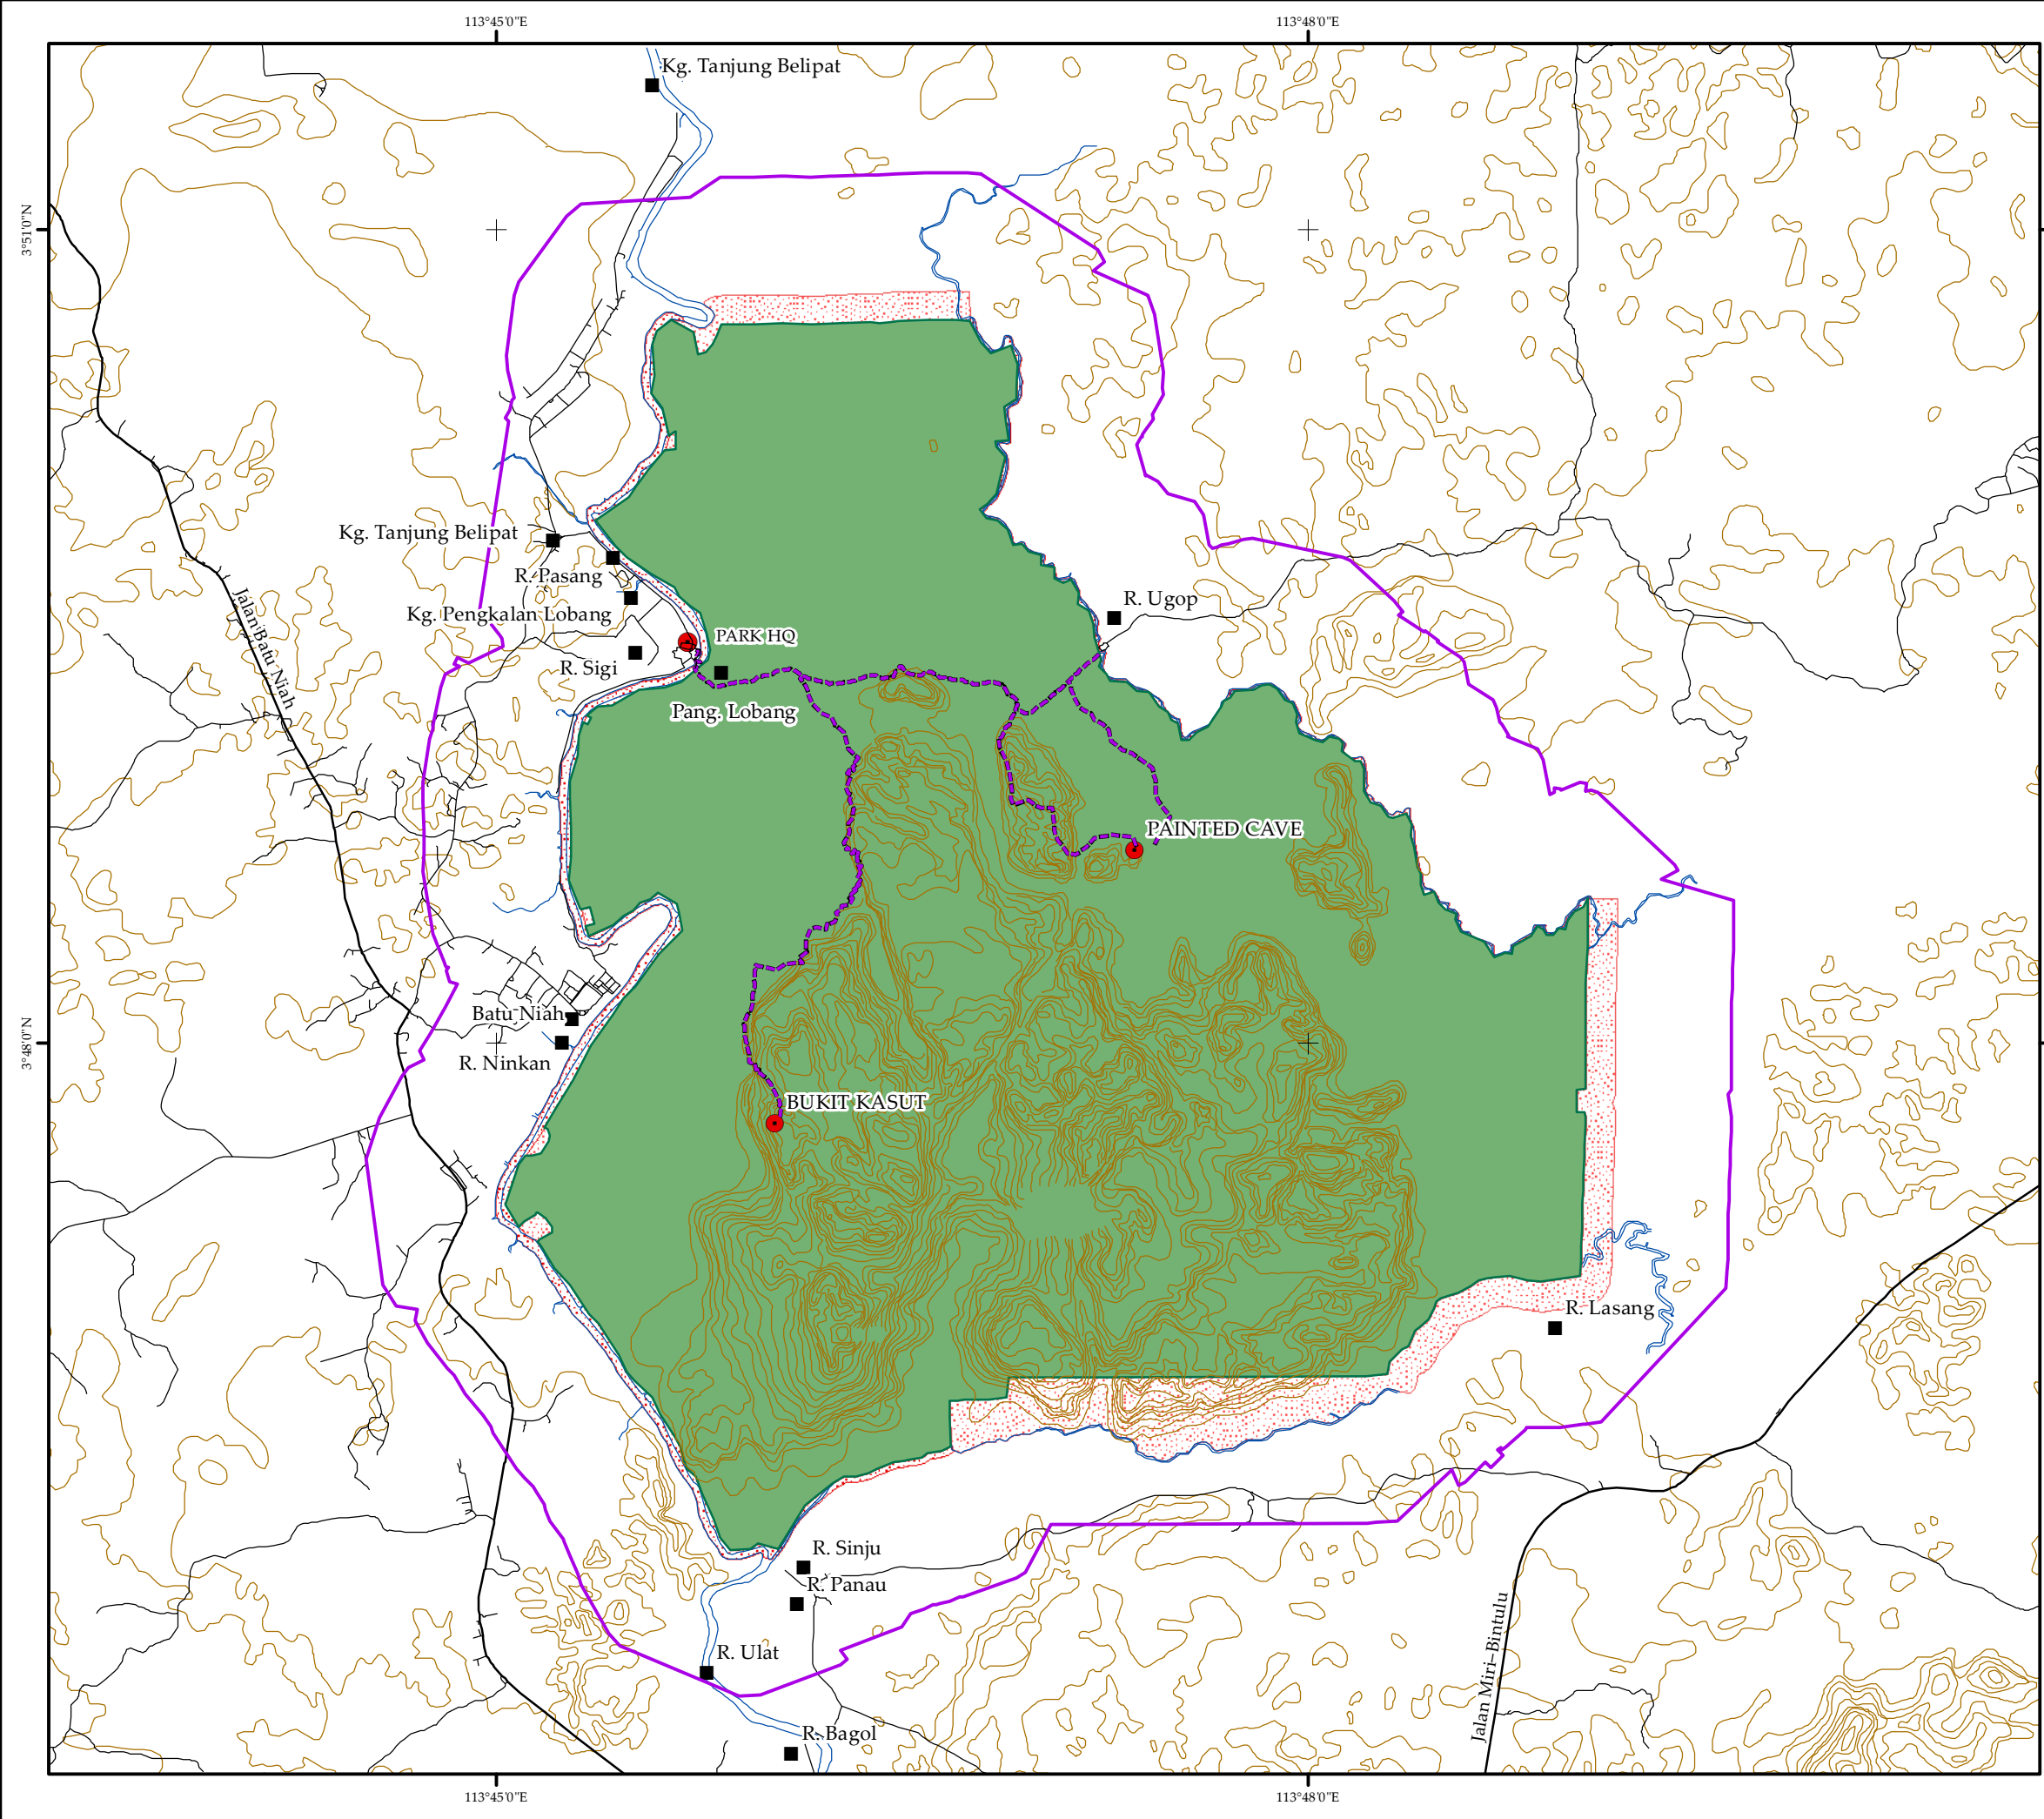 113°45'0"E
113°48'0"E
Kg. Tanjung Belipat
3°51'0"N
Kg. Tanjung Belipat
R. Pasang
Jalan Batu Niah
R. Ugop
Kg. Pengkalan Lobang
PARK HQ
R. Sigi
Pang. Lobang
PAINTED CAVE
Batu Niah
3°48'0"N
R. Ninkan
BUKIT KASUT
R. Lasang
R. Sinju
R. Panau
Jalan Miri-Bintulu
R. Ulat
R. Bagol
113°45'0"E
113°48'0"E